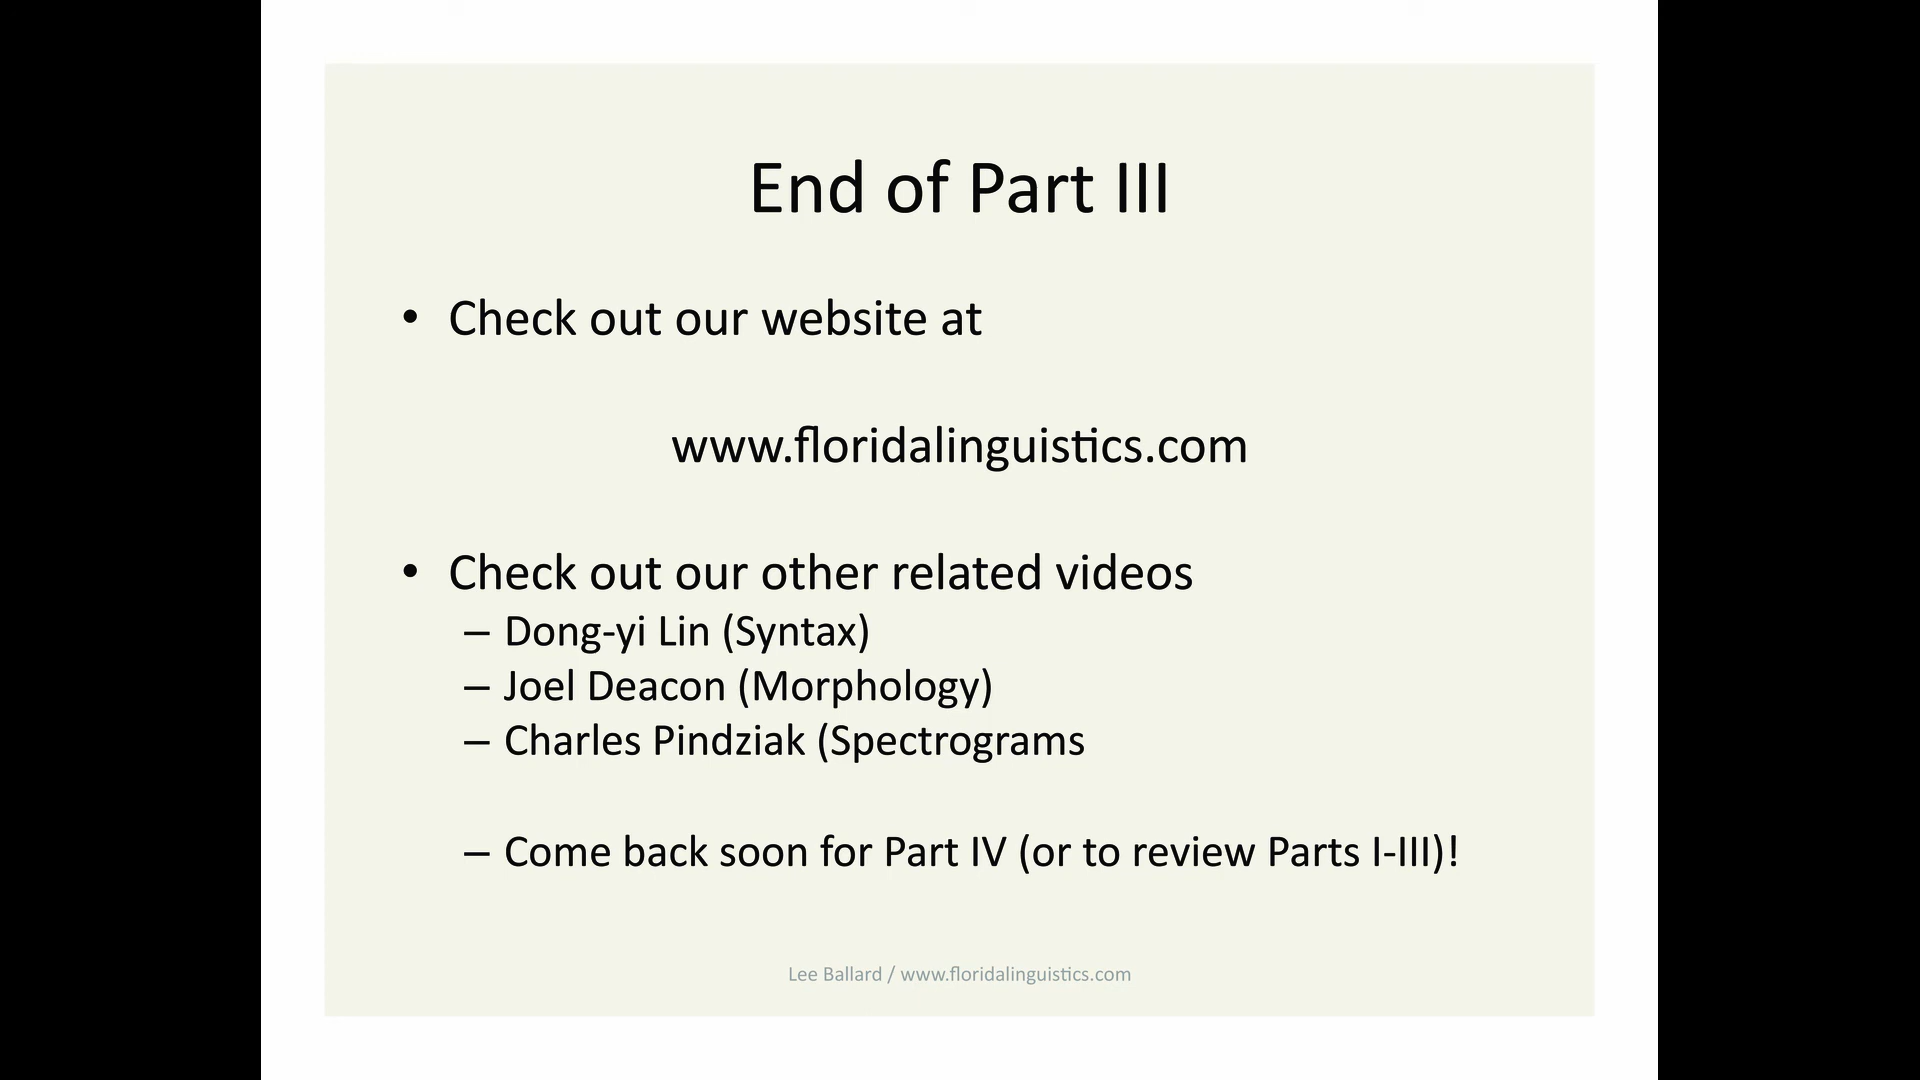 End of Part III
• Check out our website at
www.floridalinguistics.com
• Check out our other related videos
– Dong-yi Lin (Syntax)
– Joel Deacon (Morphology)
– Charles Pindziak (Spectrograms
– Come back soon for Part IV (or to review Parts I-III)!
Lee Ballard / www.floridalinguistics.com